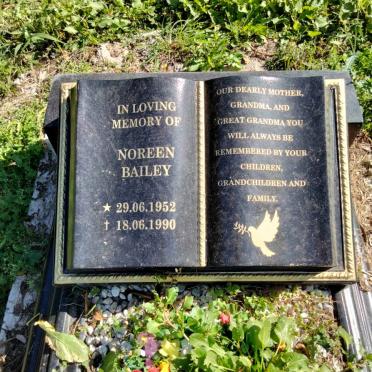 IN LOVING
MEMORY OF
NOREEN
BAILEY
★ 29.06.1952
† 18.06.1990
OUR DEARLY MOTHER,
GRANDMA, AND
GREAT GRANDMA YOU
WILL ALWAYS BE
REMEMBERED BY YOUR
CHILDREN,
GRANDCHILDREN AND
FAMILY.